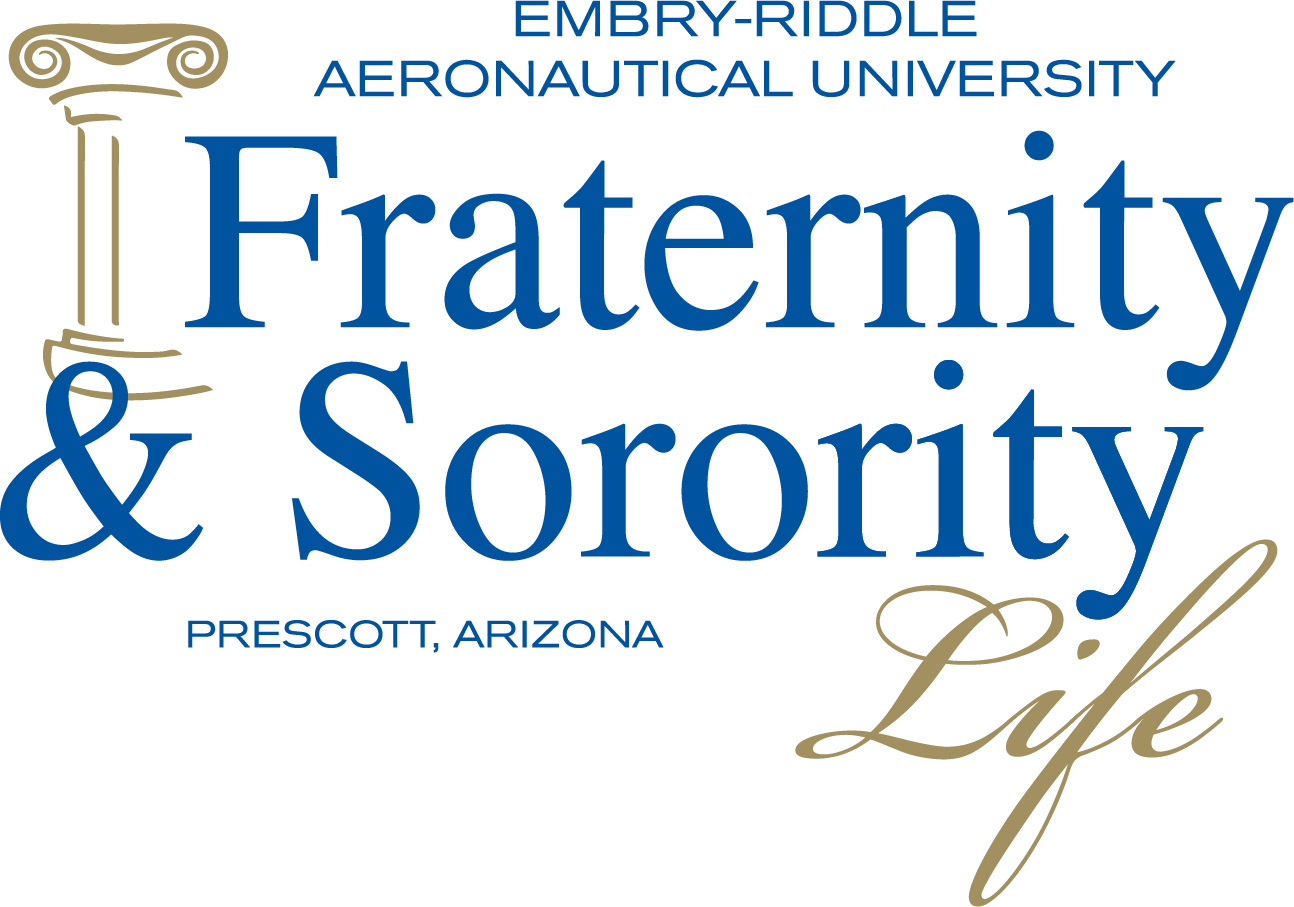 EMBRY-RIDDLE
AERONAUTICAL UNIVERSITY
Fraternity
& Sorority
Life
PRESCOTT, ARIZONA